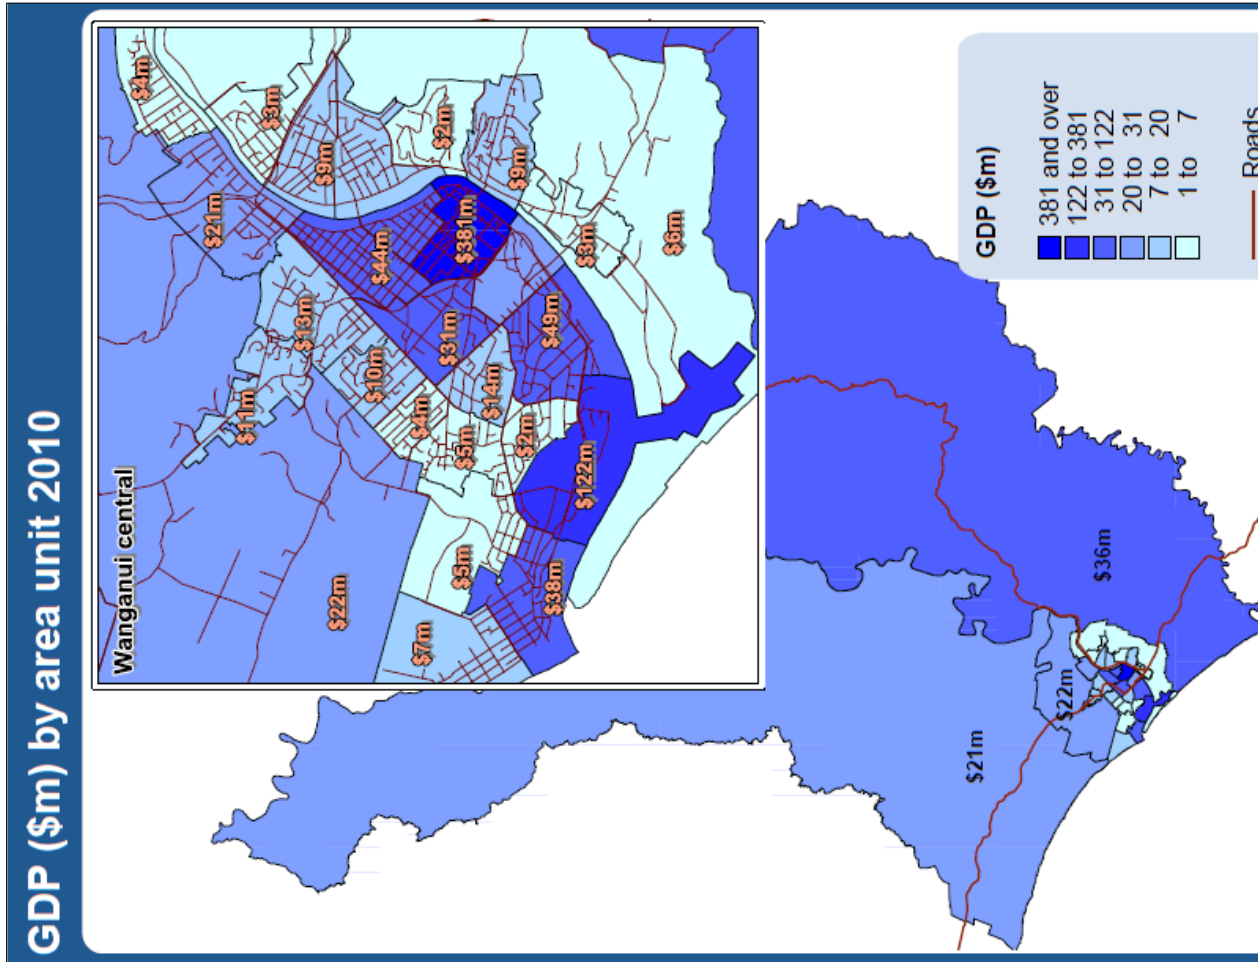 GDP ($m) by area unit 2010
Wanganui central
$4m
$3m
$9m
$2m
$9m
$21m
$44m
$381m
$3m
$6m
$13m
$31m
$49m
$11m
$10m
$14m
$4m
$5m
$2m
$122m
$22m
$5m
$38m
$7m
$36m
$22m
$21m
GDP ($m)
381 and over
122 to 381
31 to 122
20 to 31
7 to 20
1 to 7
Roads